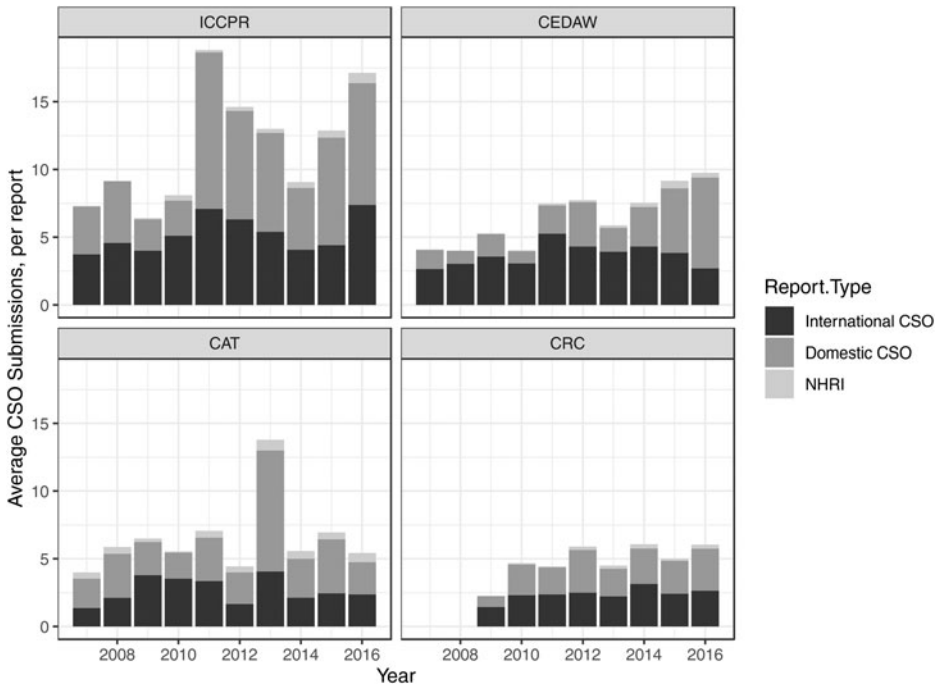 ICCPR CEDAW
15
10
5
0
CAT CRC
15
10
5
0
2008 2010 2012 2014 2016 2008 2010 2012 2014 2016
Year
Average CSO Submissions, per report
Report.Type
International CSO
Domestic CSO
NHRI